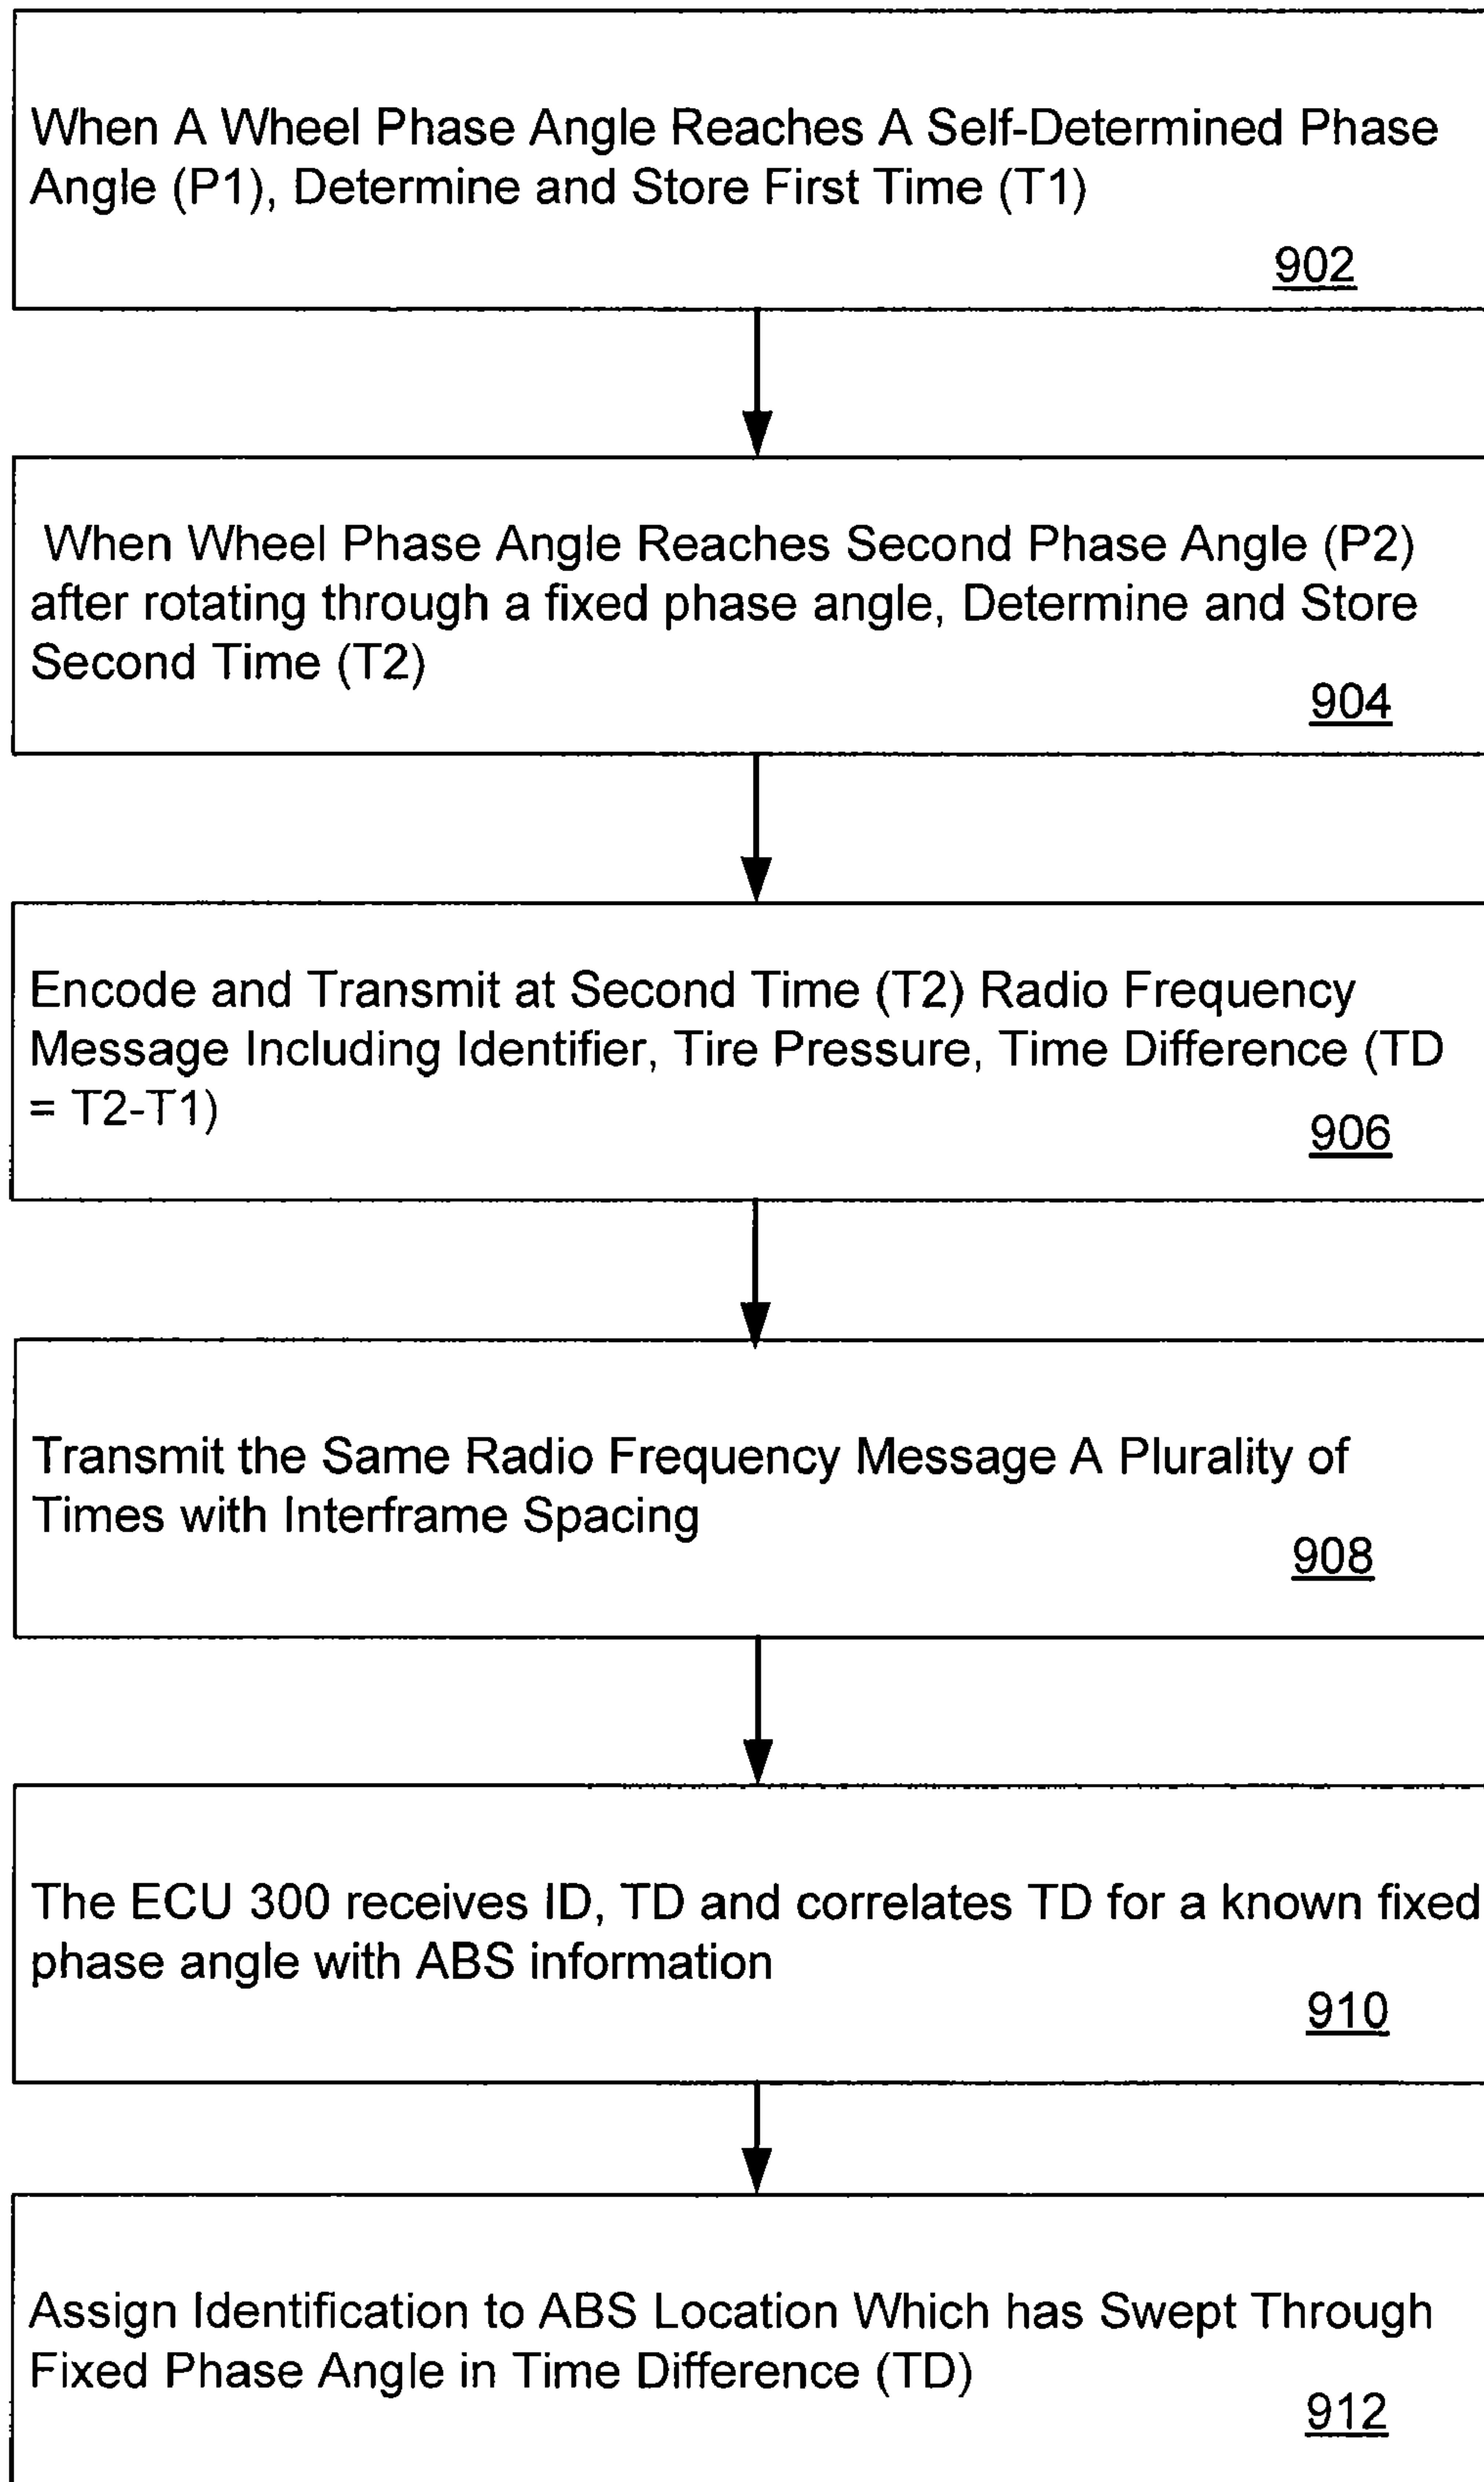 When A Wheel Phase Angle Reaches A Self-Determined Phase
Angle (P1), Determine and Store First Time (T1)
902
When Wheel Phase Angle Reaches Second Phase Angle (P2)
after rotating through a fixed phase angle, Determine and Store
Second Time (T2)
904
Encode and Transmit at Second Time (T2) Radio Frequency
Message Including Identifier, Tire Pressure, Time Difference (TD
= T2-T1)
906
Transmit the Same Radio Frequency Message A Plurality of
Times with Interframe Spacing
908
The ECU 300 receives ID, TD and correlates TD for a known fixed
phase angle with ABS information
910
Assign Identification to ABS Location Which has Swept Through
Fixed Phase Angle in Time Difference (TD)
912